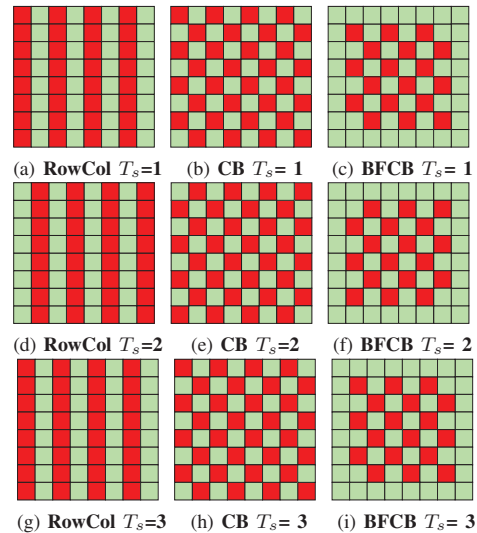 (a) RowCol Ts=1 (b) CB Ts= 1 (c) BFCB Ts= 1
(d) RowCol Ts=2 (e) CB Ts=2 (f) BFCB Ts= 2
(g) RowCol Ts=3 (h) CB Ts= 3 (i) BFCB Ts= 3